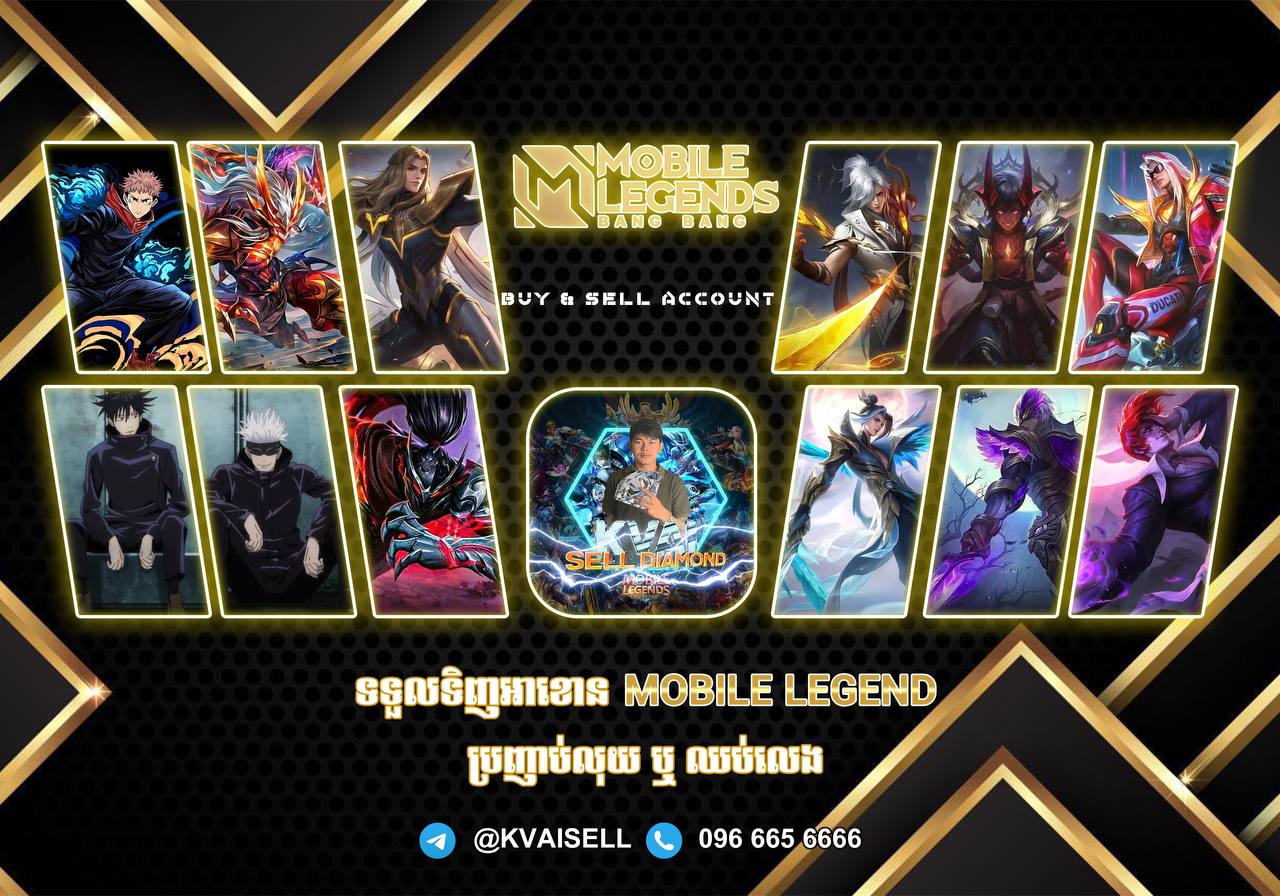 MOBILE
LEGENDS
BANG BANG
BUY & SELL ACCOUNT
DUCATI
KVAI
SELL DIAMOND
MOBILE
LEGENDS
ទទួលទិញអាខោន MOBILE LEGEND
ប្រញាប់លុយ ឬ ឈប់លេង
@KVAISELL 096 665 6666